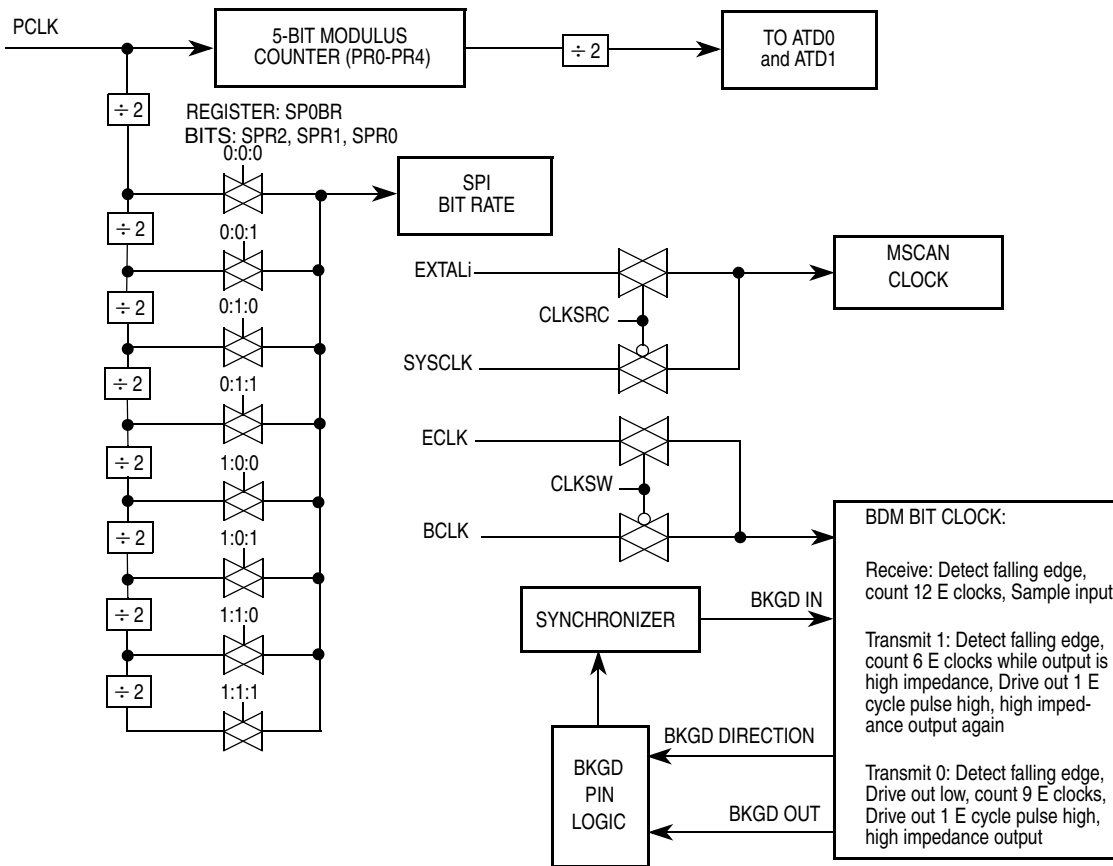 PCLK
5-BIT MODULUS
COUNTER (PR0-PR4)
÷ 2
TO ATD0
and ATD1
÷ 2
REGISTER: SP0BR
BITS: SPR2, SPR1, SPR0
0:0:0
SPI
BIT RATE
÷ 2
0:0:1
÷ 2
0:1:0
÷ 2
0:1:1
÷ 2
1:0:0
÷ 2
1:0:1
÷ 2
1:1:0
÷ 2
1:1:1
EXTALi
MSCAN
CLOCK
CLKSRC
SYSCLK
ECLK
CLKSW
BCLK
BDM BIT CLOCK:
Receive: Detect falling edge,
count 12 E clocks, Sample input
Transmit 1: Detect falling edge,
count 6 E clocks while output is
high impedance, Drive out 1 E
cycle pulse high, high imped-
ance output again
Transmit 0: Detect falling edge,
Drive out low, count 9 E clocks,
Drive out 1 E cycle pulse high,
high impedance output
SYNCHRONIZER
BKGD IN
BKGD DIRECTION
BKGD
PIN
LOGIC
BKGD OUT